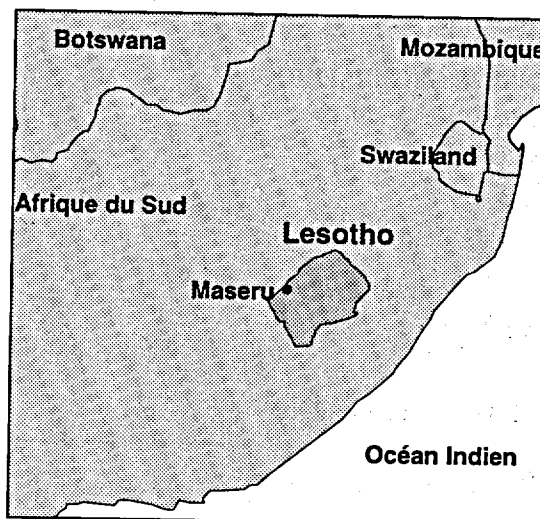 Botswana
Mozambique
Swaziland
Afrique du Sud
Lesotho
Maseru
Océan Indien